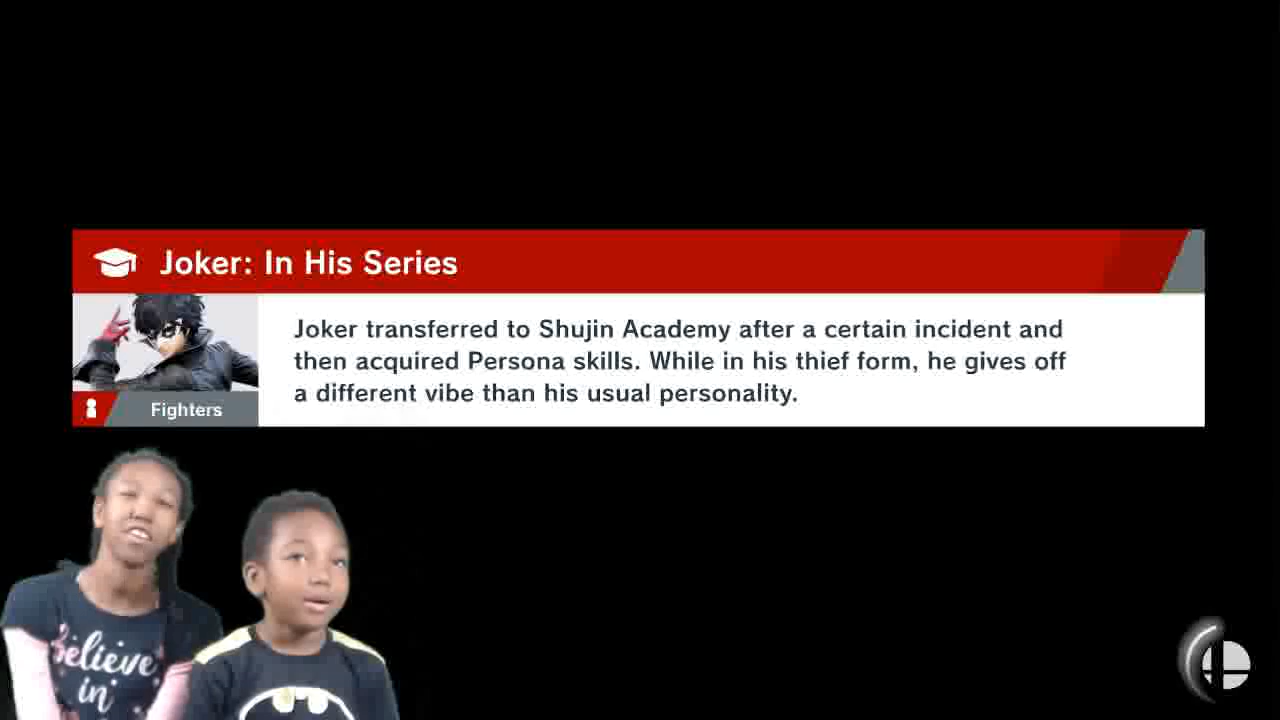 Joker: In His Series
Joker transferred to Shujin Academy after a certain incident and
then acquired Persona skills. While in his thief form, he gives off
a different vibe than his usual personality.
Fighters
Believe
in